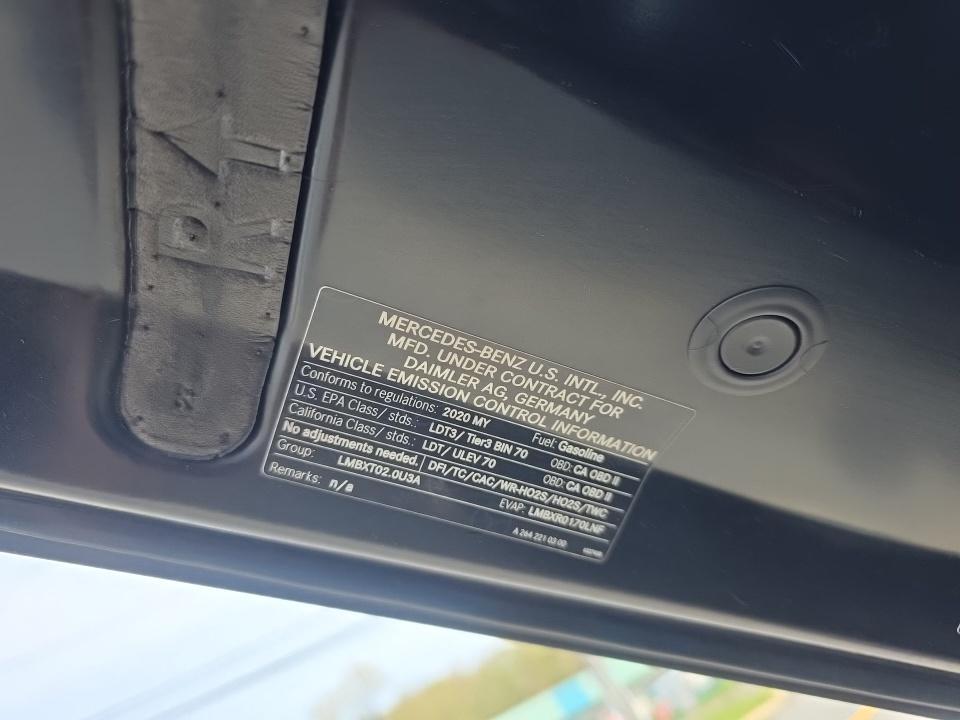 MERCEDES-BENZ U.S. INTL., INC.
MFD. UNDER CONTRACT FOR
DAIMLER AG, GERMANY
VEHICLE EMISSION CONTROL INFORMATION
Conforms to regulations: 2020 MY Fuel: Gasoline
U.S. EPA Class/ stds.: LDT3/ Tier3 BIN 70 OBD: CA OBD II
California Class/ stds.: LDT/ ULEV 70 OBD: CA OBD II
No adjustments needed. DFI/TC/CAC/WR-HO2S/HO2S/TWC
Group: LMBXT02.0U3A EVAP: LMBXR0170LNF
Remarks: n/a
A 264 221 03 00